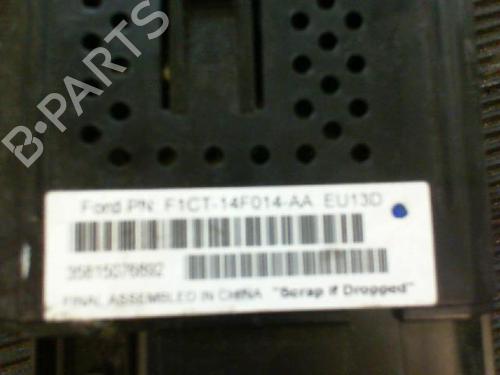 B-PARTS
Ford PN: F1CT-14F014-AA EU13D
35815076892
FINAL ASSEMBLED IN CHINA "Scrap if Dropped"